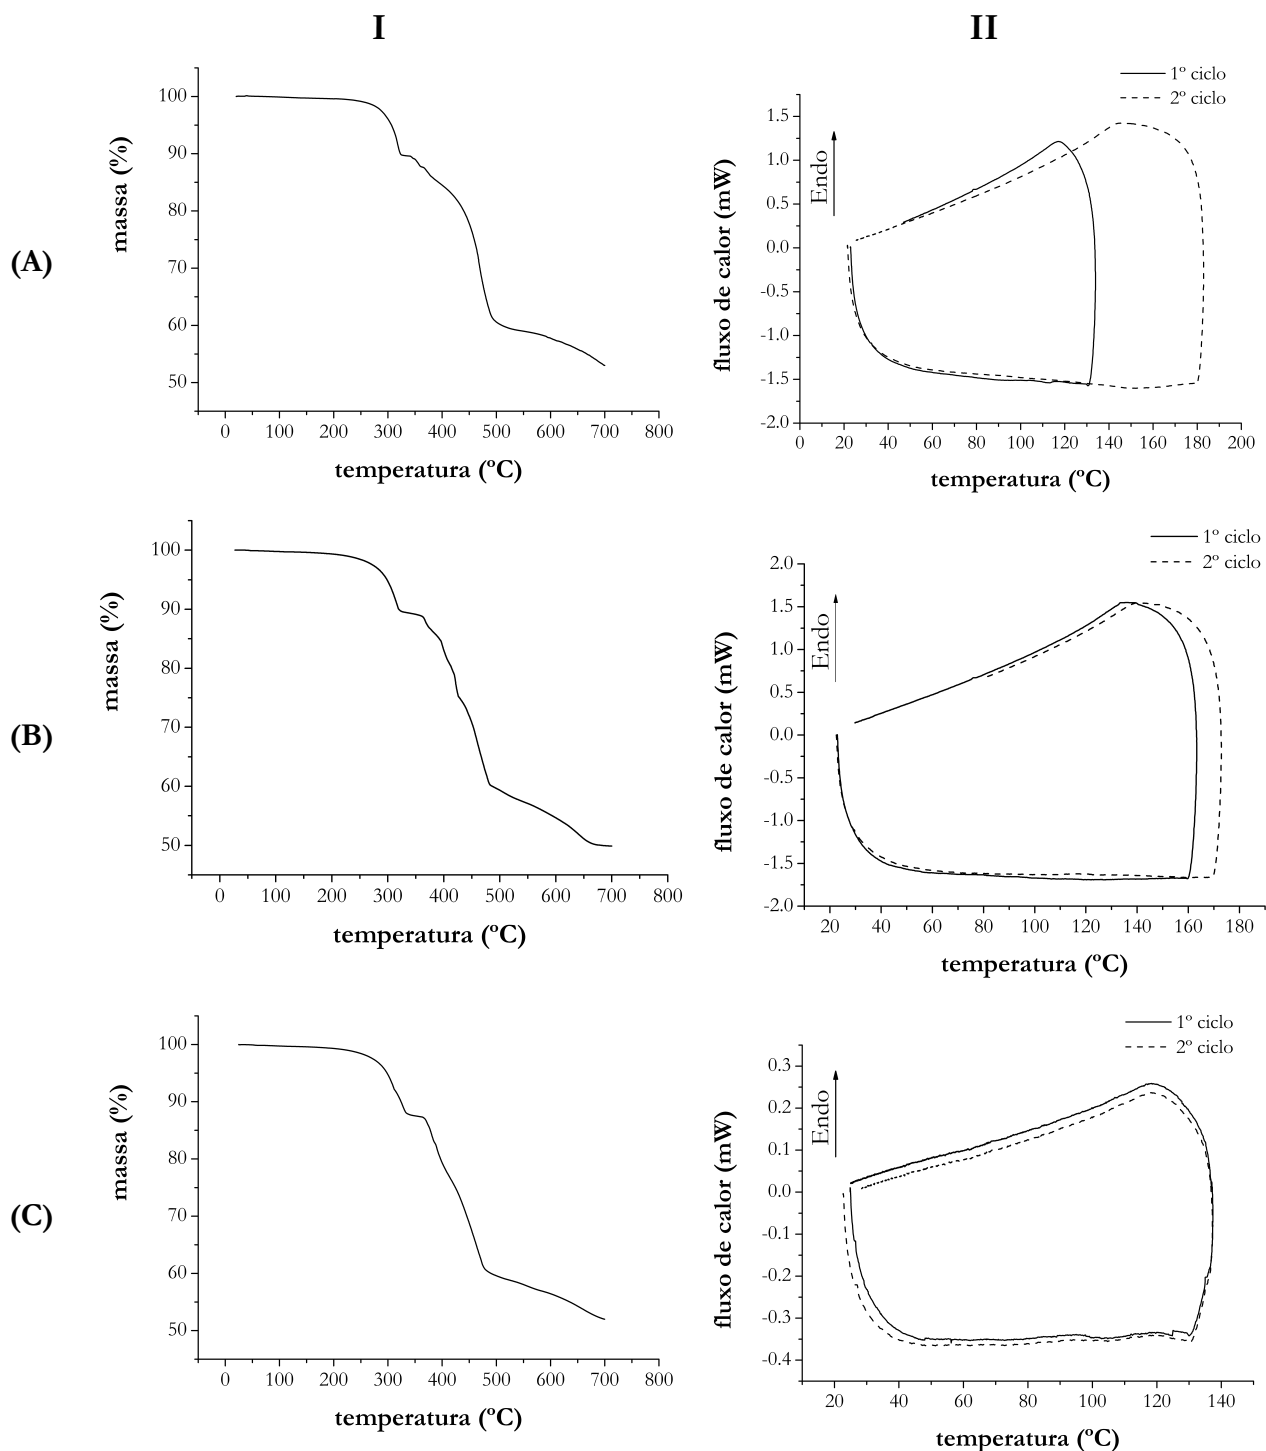 I
II
(A)
massa (%)
100
90
80
70
60
50
0 100 200 300 400 500 600 700 800
temperatura (ºC)
1º ciclo
2º ciclo
Endo
fluxo de calor (mW)
1.5
1.0
0.5
0.0
-0.5
-1.0
-1.5
-2.0
0 20 40 60 80 100 120 140 160 180 200
temperatura (ºC)
(B)
massa (%)
100
90
80
70
60
50
0 100 200 300 400 500 600 700 800
temperatura (ºC)
1º ciclo
2º ciclo
Endo
fluxo de calor (mW)
2.0
1.5
1.0
0.5
0.0
-0.5
-1.0
-1.5
-2.0
20 40 60 80 100 120 140 160 180
temperatura (ºC)
(C)
massa (%)
100
90
80
70
60
50
0 100 200 300 400 500 600 700 800
temperatura (ºC)
1º ciclo
2º ciclo
Endo
fluxo de calor (mW)
0.3
0.2
0.1
0.0
-0.1
-0.2
-0.3
-0.4
20 40 60 80 100 120 140
temperatura (ºC)